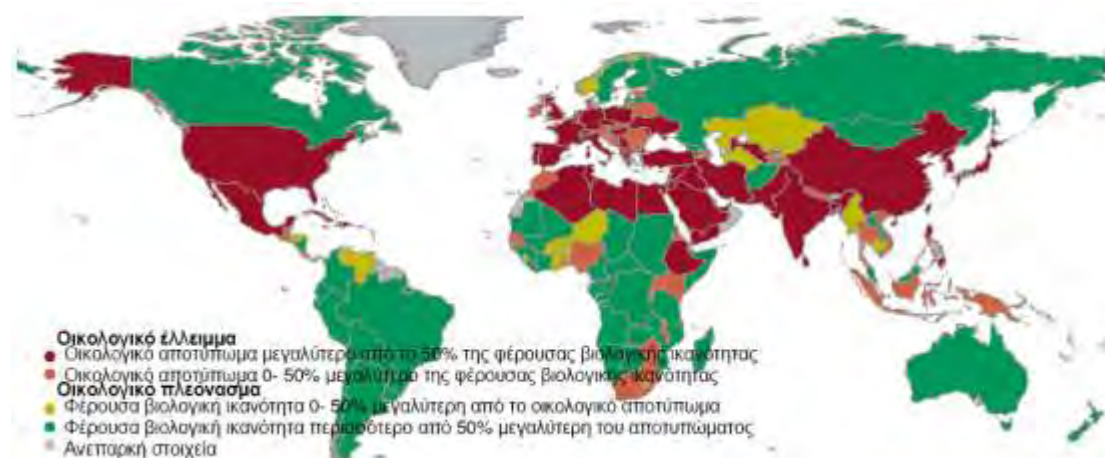 Οικολογικό έλλειμμα
Οικολογικό αποτύπωμα μεγαλύτερο από το 50% της φέρουσας βιολογικής ικανότητας
Οικολογικό αποτύπωμα 0- 50% μεγαλύτερο της φέρουσας βιολογικής ικανότητας
Οικολογικό πλεόνασμα
Φέρουσα βιολογική ικανότητα 0- 50% μεγαλύτερη από το οικολογικό αποτύπωμα
Φέρουσα βιολογική ικανότητα περισσότερο από 50% μεγαλύτερη του αποτυπώματος
Ανεπαρκή στοιχεία